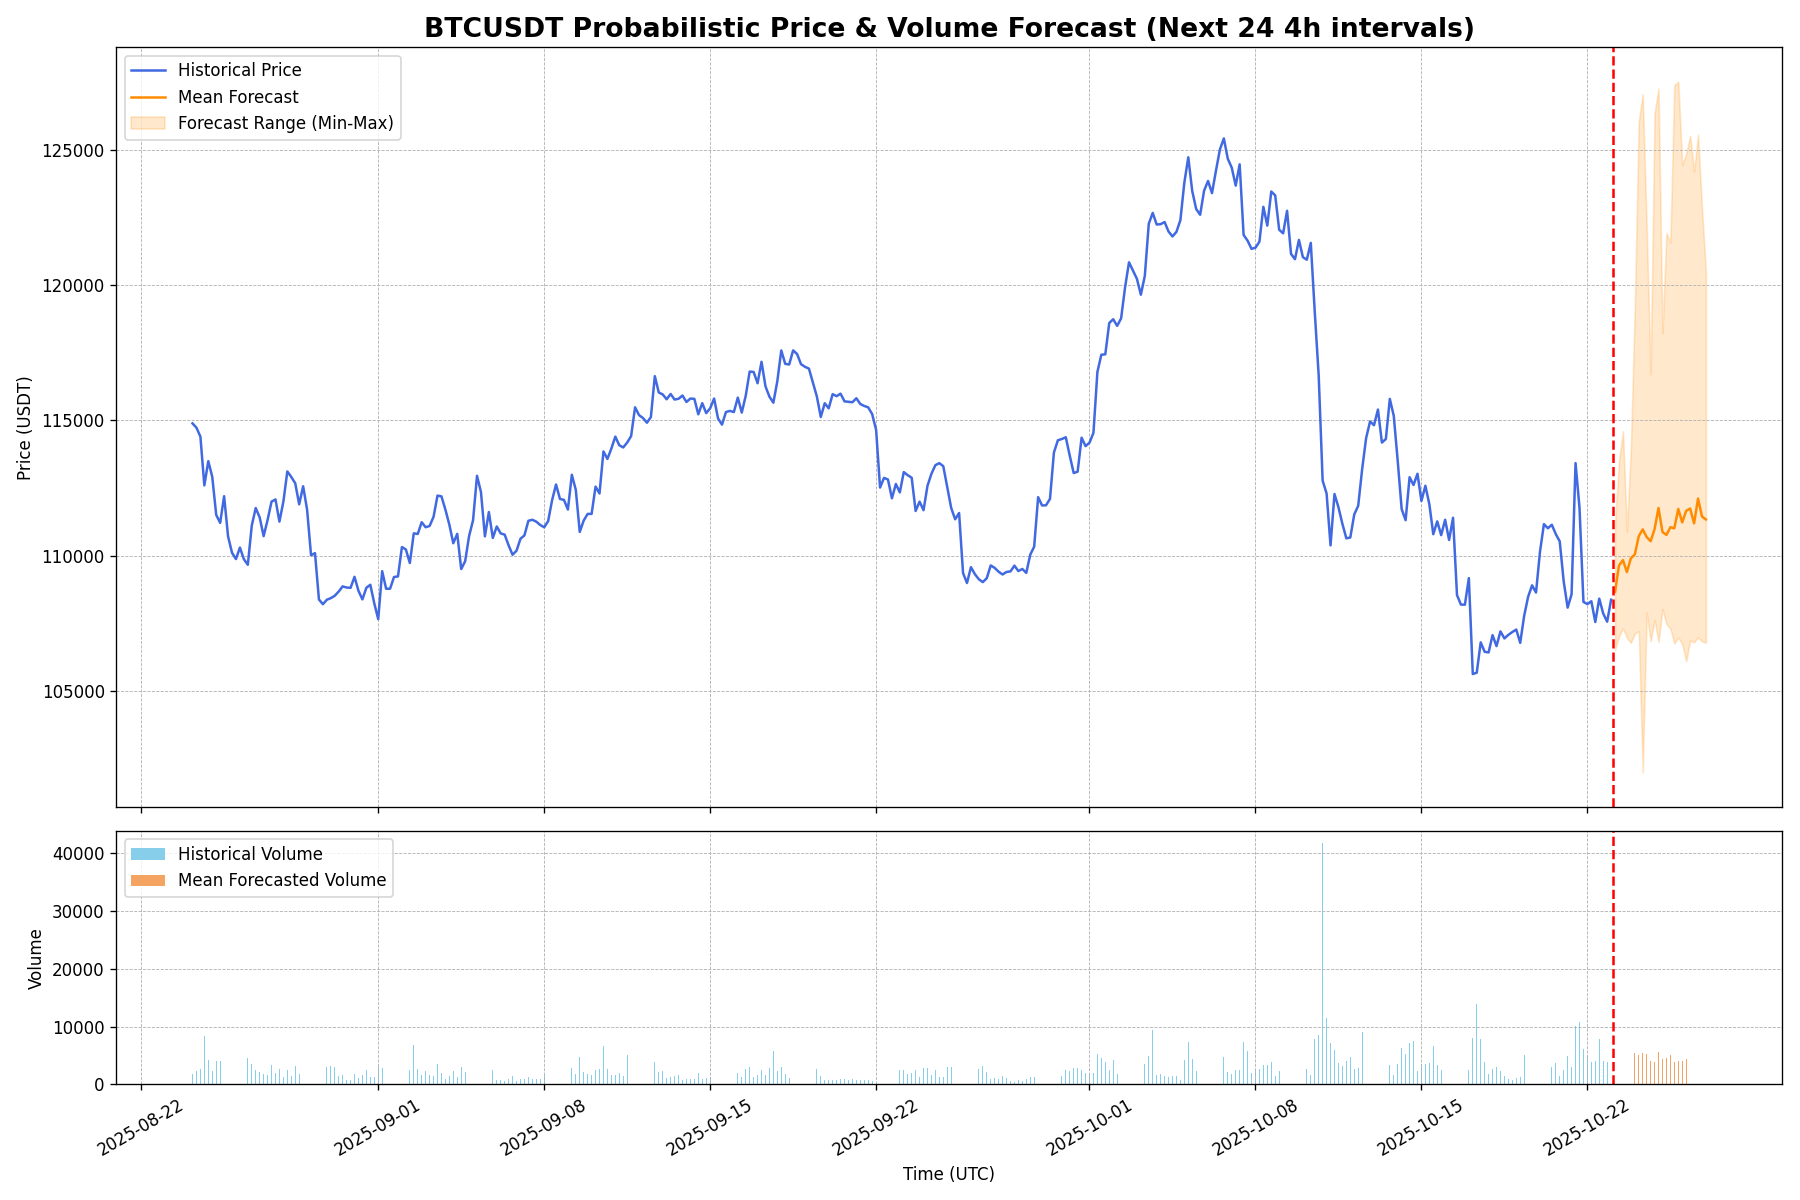 BTCUSDT Probabilistic Price & Volume Forecast (Next 24 4h intervals)
Historical Price
Mean Forecast
Forecast Range (Min-Max)
125000
120000
115000
110000
105000
Price (USDT)
Historical Volume
Mean Forecasted Volume
40000
30000
20000
10000
0
Volume
2025-08-22
2025-09-01
2025-09-08
2025-09-15
2025-09-22
2025-10-01
2025-10-08
2025-10-15
2025-10-22
Time (UTC)